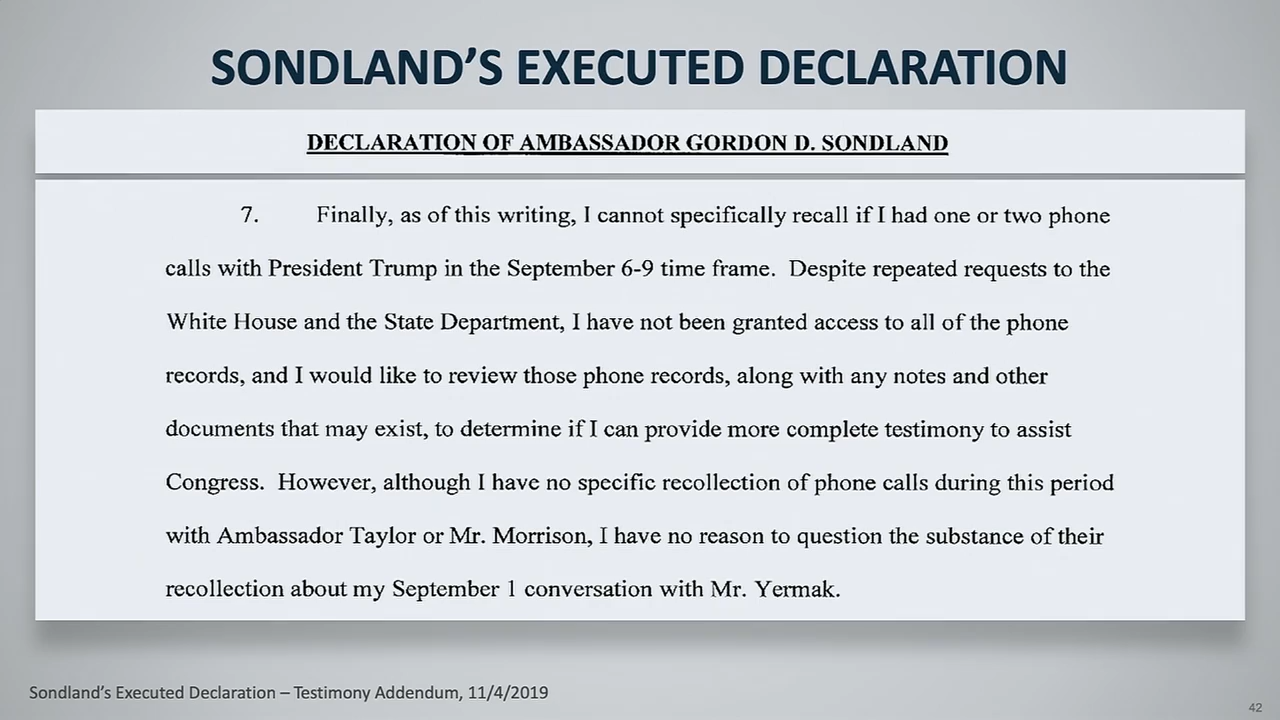 SONDLAND'S EXECUTED DECLARATION
DECLARATION OF AMBASSADOR GORDON D. SONDLAND
7. Finally, as of this writing, I cannot specifically recall if I had one or two phone
calls with President Trump in the September 6-9 time frame. Despite repeated requests to the
White House and the State Department, I have not been granted access to all of the phone
records, and I would like to review those phone records, along with any notes and other
documents that may exist, to determine if I can provide more complete testimony to assist
Congress. However, although I have no specific recollection of phone calls during this period
with Ambassador Taylor or Mr. Morrison, I have no reason to question the substance of their
recollection about my September 1 conversation with Mr. Yermak.
Sondland's Executed Declaration – Testimony Addendum, 11/4/2019
42